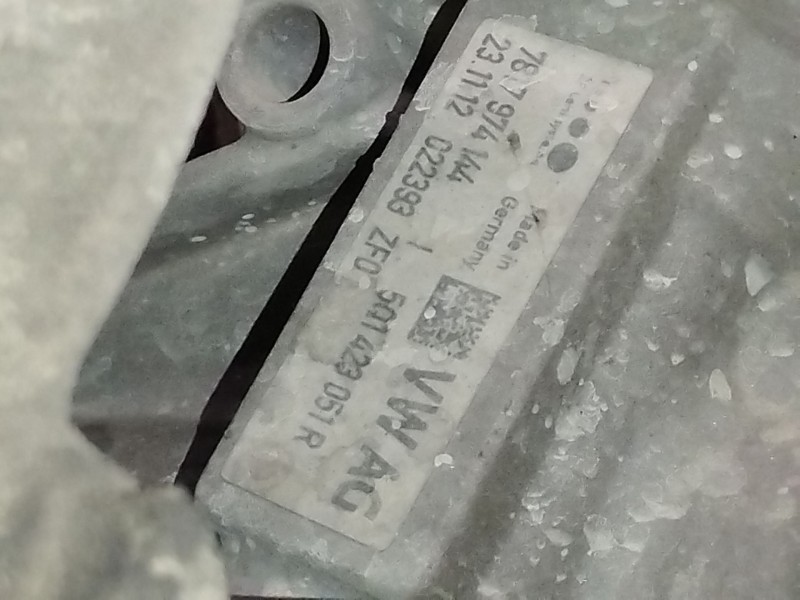 Made in
Germany
VW AG
7817 974 144
5Q1 423 051 R
23.11.12 022393 ZF0